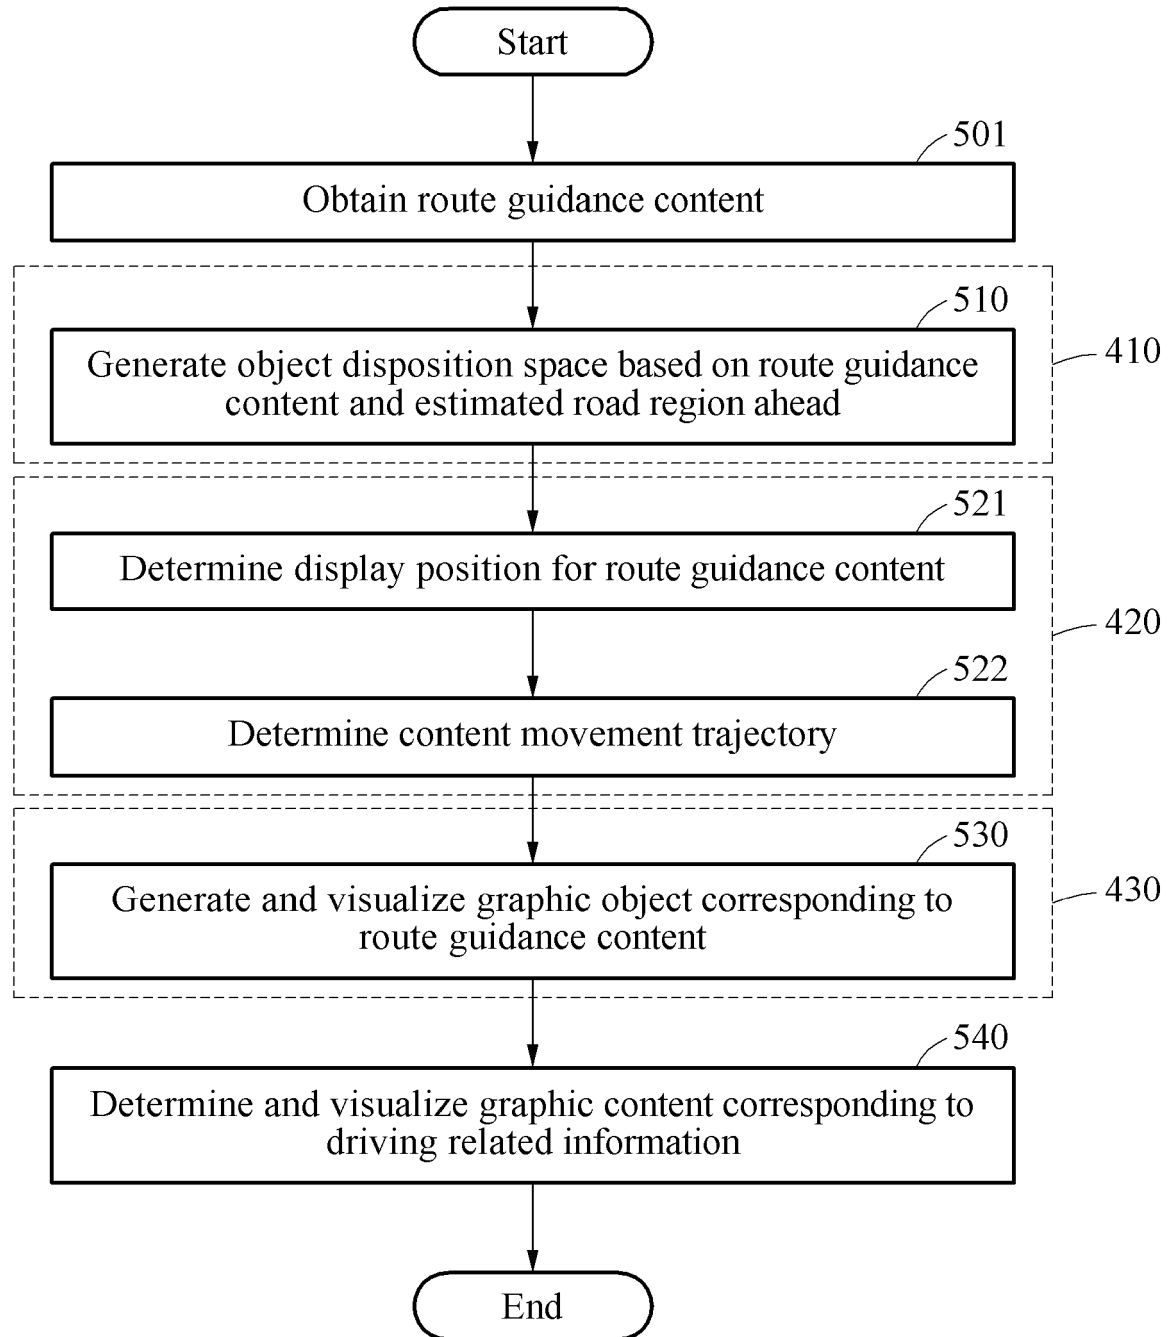 Start
501
Obtain route guidance content
510
Generate object disposition space based on route guidance
content and estimated road region ahead
410
521
Determine display position for route guidance content
420
522
Determine content movement trajectory
530
Generate and visualize graphic object corresponding to
route guidance content
430
540
Determine and visualize graphic content corresponding to
driving related information
End